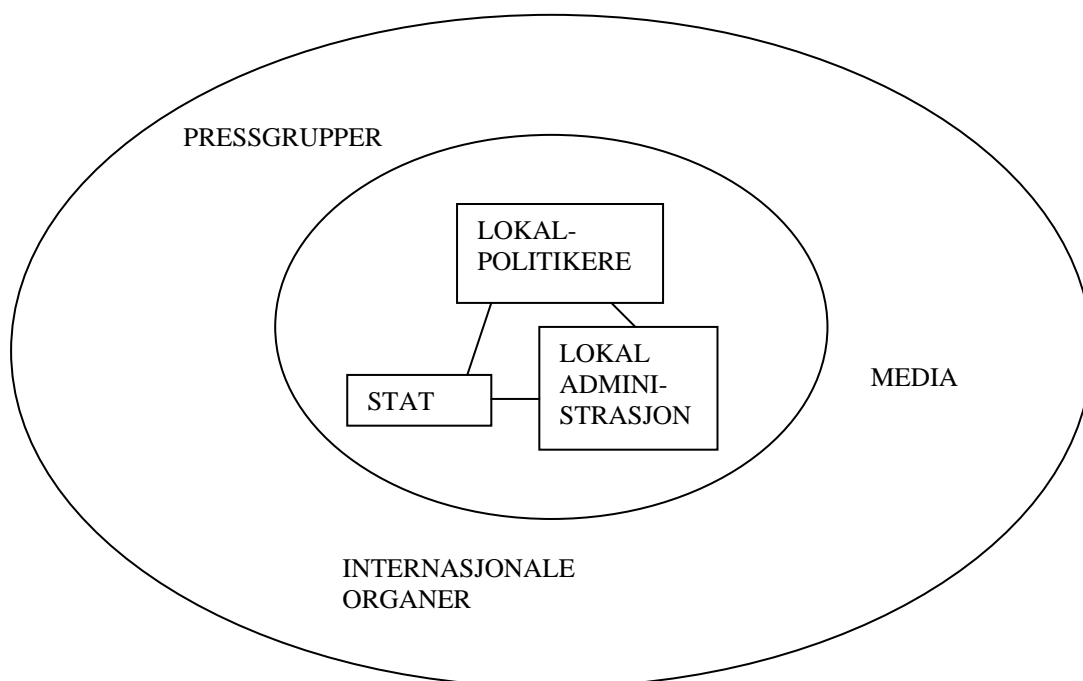 PRESSGRUPPER
LOKAL-
POLITIKERE
LOKAL
ADMINI-
STRASJON
STAT
MEDIA
INTERNASJONALE
ORGANER